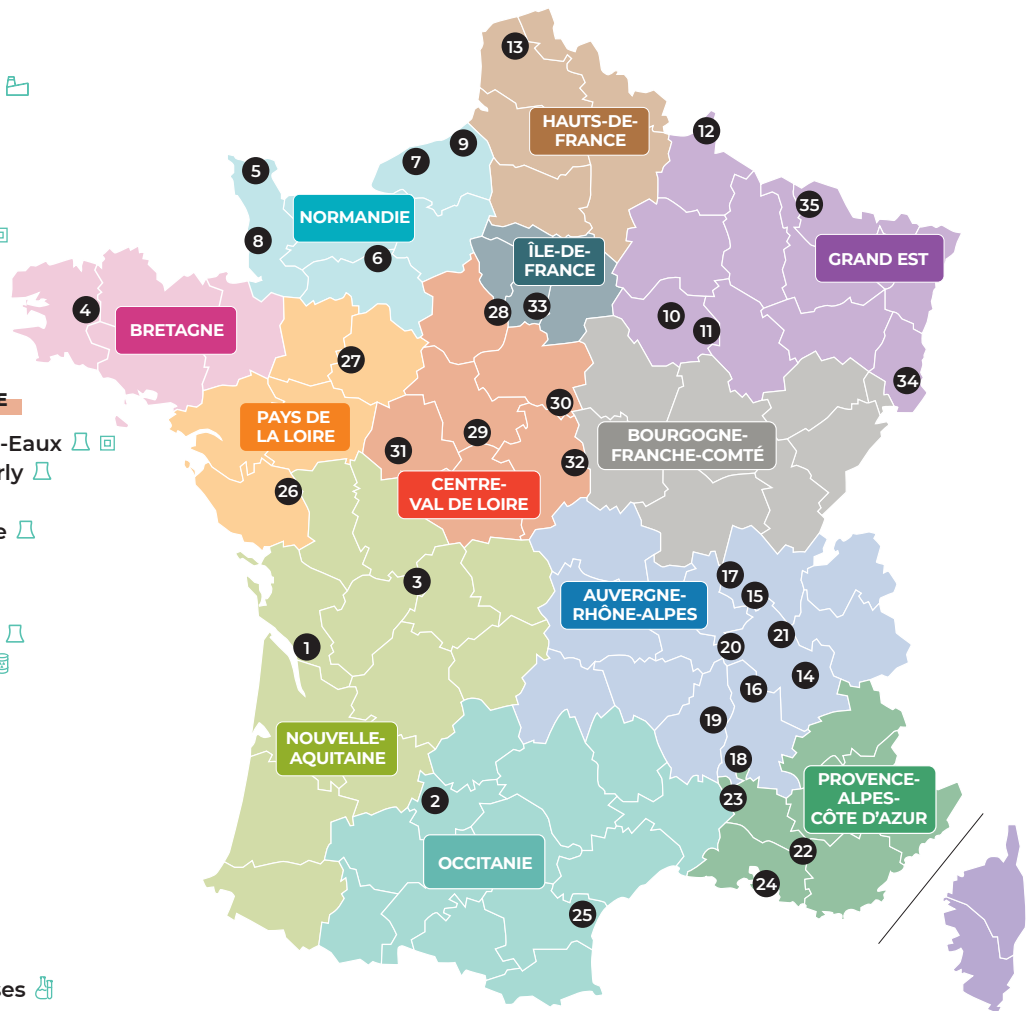 13
HAUTS-DE-
FRANCE
12
9
7
5
35
NORMANDIE
8
6
ÎLE-DE-
FRANCE
GRAND EST
4
BRETAGNE
28
33
10
11
27
34
E
30
PAYS DE
LA LOIRE
-Eaux
rly
29
31
BOURGOGNE-
FRANCHE-COMTÉ
32
CENTRE-
VAL DE LOIRE
26
e
3
17
15
AUVERGNE-
RHÔNE-ALPES
1
20
21
14
16
19
NOUVELLE-
AQUITAINE
18
2
23
PROVENCE-
ALPES-
CÔTE D'AZUR
22
OCCITANIE
24
25
ses